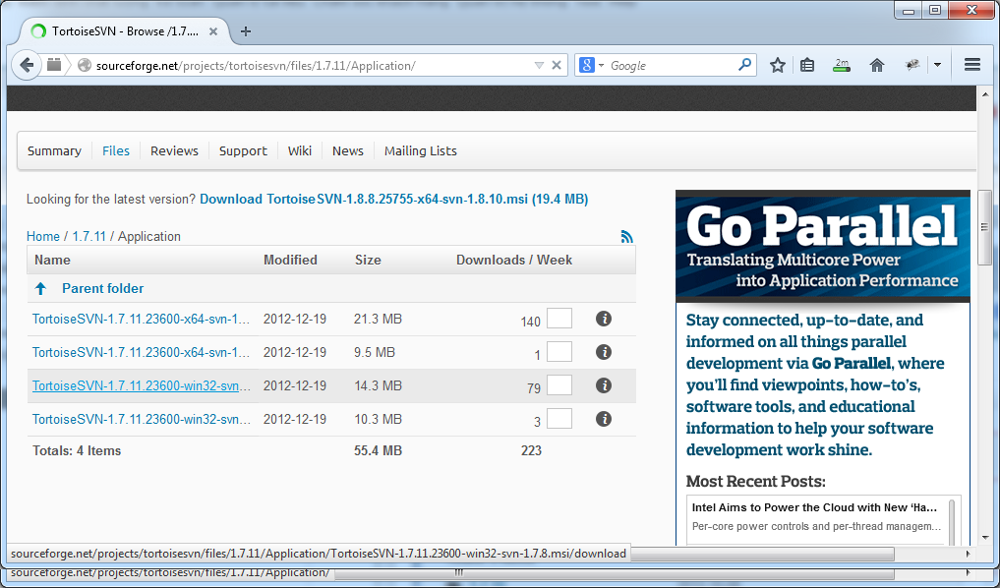 TortoiseSVN - Browse /1.7....
sourceforge.net/projects/tortoisesvn/files/1.7.11/Application/
Google
2m
Summary Files Reviews Support Wiki News Mailing Lists
Looking for the latest version? Download TortoiseSVN-1.8.8.25755-x64-svn-1.8.10.msi (19.4 MB)
Home / 1.7.11 / Application
Name Modified Size Downloads / Week
Parent folder
TortoiseSVN-1.7.11.23600-x64-svn-1... 2012-12-19 21.3 MB 140
TortoiseSVN-1.7.11.23600-x64-svn-1... 2012-12-19 9.5 MB 1
TortoiseSVN-1.7.11.23600-win32-svn... 2012-12-19 14.3 MB 79
TortoiseSVN-1.7.11.23600-win32-svn... 2012-12-19 10.3 MB 3
Totals: 4 Items 55.4 MB 223
Go Parallel
Translating Multicore Power
into Application Performance
Stay connected, up-to-date, and
informed on all things parallel
development via Go Parallel, where
you'll find viewpoints, how-to's,
software tools, and educational
information to help your software
development work shine.
Most Recent Posts:
Intel Aims to Power the Cloud with New ‘Ha...
Per-core power controls and per-thread managem...
sourceforge.net/projects/tortoisesvn/files/1.7.11/Application/TortoiseSVN-1.7.11.23600-win32-svn-1.7.8.msi/download
sourceforge.net/projects/tortoisesvn/files/1.7.11/Application/